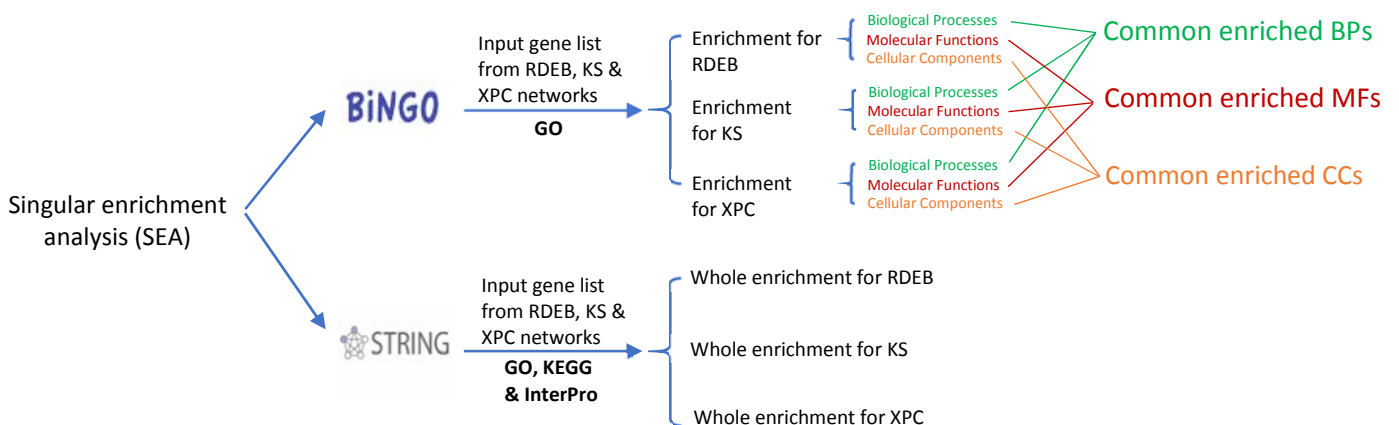 Singular enrichment
analysis (SEA)
BiNGO
Input gene list
from RDEB, KS &
XPC networks
GO
Enrichment for
RDEB
Biological Processes
Molecular Functions
Cellular Components
Enrichment
for KS
Biological Processes
Molecular Functions
Cellular Components
Enrichment
for XPC
Biological Processes
Molecular Functions
Cellular Components
Common enriched BPs
Common enriched MFs
Common enriched CCs
STRING
Input gene list
from RDEB, KS &
XPC networks
GO, KEGG
& InterPro
Whole enrichment for RDEB
Whole enrichment for KS
Whole enrichment for XPC